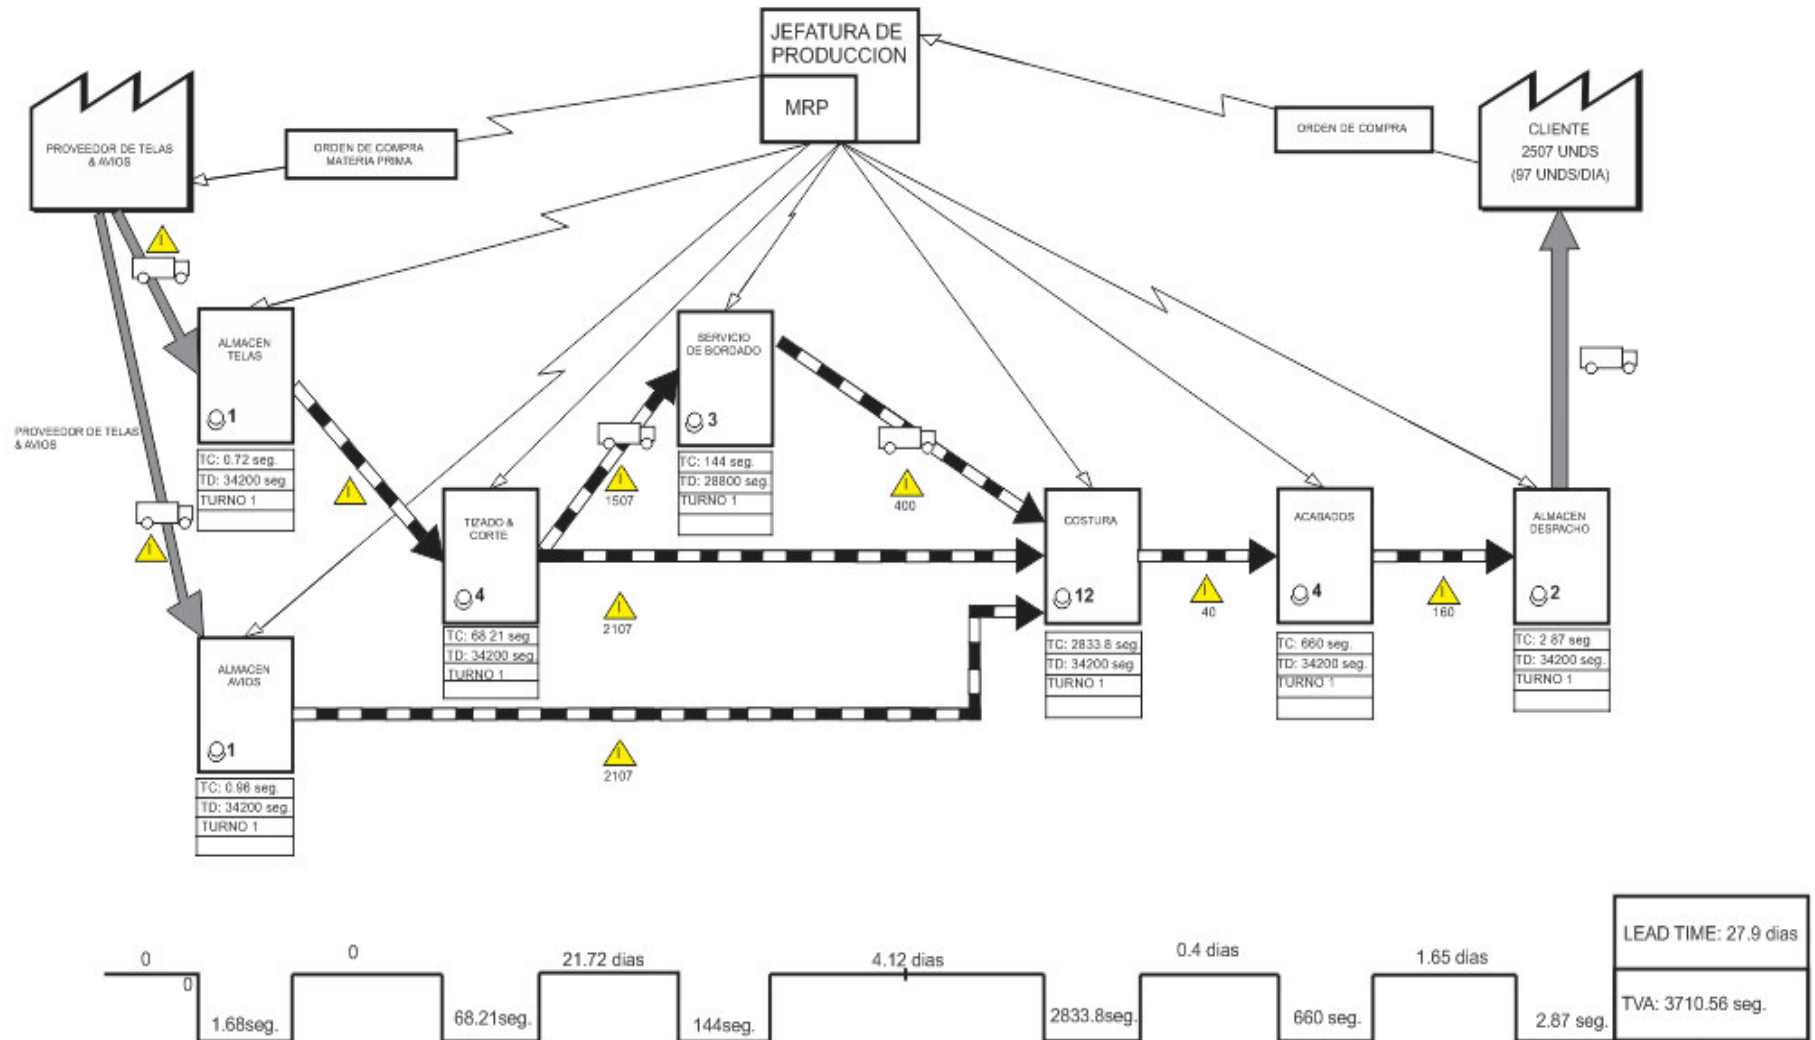 JEFATURA DE
PRODUCCION
MRP
PROVEEDOR DE TELAS
& AVIOS
ORDEN DE COMPRA
MATERIA PRIMA
ORDEN DE COMPRA
CLIENTE
2507 UNDS
(97 UNDS/DIA)
I
ALMACEN
TELAS
1
TC: 0.72 seg.
TD: 34200 seg
TURNO 1
PROVEEDOR DE TELAS
& AVIOS
I
I
TIZADO &
CORTE
4
TC: 68.21 seg
TD: 34200 seg.
TURNO 1
SERVICIO
DE BORDADO
3
TC: 144 seg.
TD: 28800 seg.
TURNO 1
I
1507
I
400
I
2107
ALMACEN
AVIOS
1
TC: 0.96 seg.
TD: 34200 seg.
TURNO 1
I
2107
COSTURA
12
TC: 2833.8 seg.
TD: 34200 seg
TURNO 1
I
40
ACABADOS
4
TC: 660 seg.
TD: 34200 seg.
TURNO 1
I
160
ALMACEN
DESPACHO
2
TC: 2.87 seg
TD: 34200 seg.
TURNO 1
0
0
0
21.72 dias
4.12 dias
0.4 dias
1.65 dias
1.68seg.
68.21seg.
144seg.
2833.8seg.
660 seg.
2.87 seg.
LEAD TIME: 27.9 dias
TVA: 3710.56 seg.